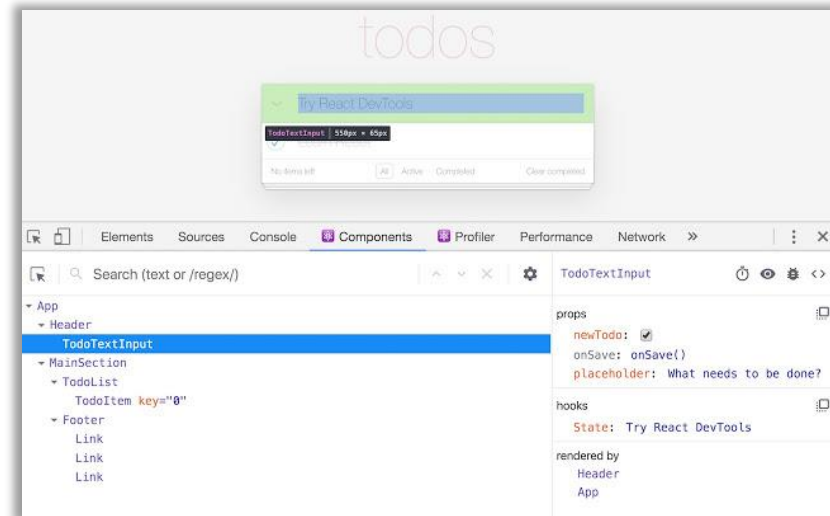 todos
Try React DevTools
TodoTextInput | 550px × 65px
No items left All Active Completed Clear completed
Elements Sources Console Components Profiler Performance Network »
Search (text or /regex/)
App
Header
TodoTextInput
MainSection
TodoList
TodoItem key="0"
Footer
Link
Link
Link
TodoTextInput
props
newTodo:
onSave: onSave()
placeholder: What needs to be done?
hooks
State: Try React DevTools
rendered by
Header
App